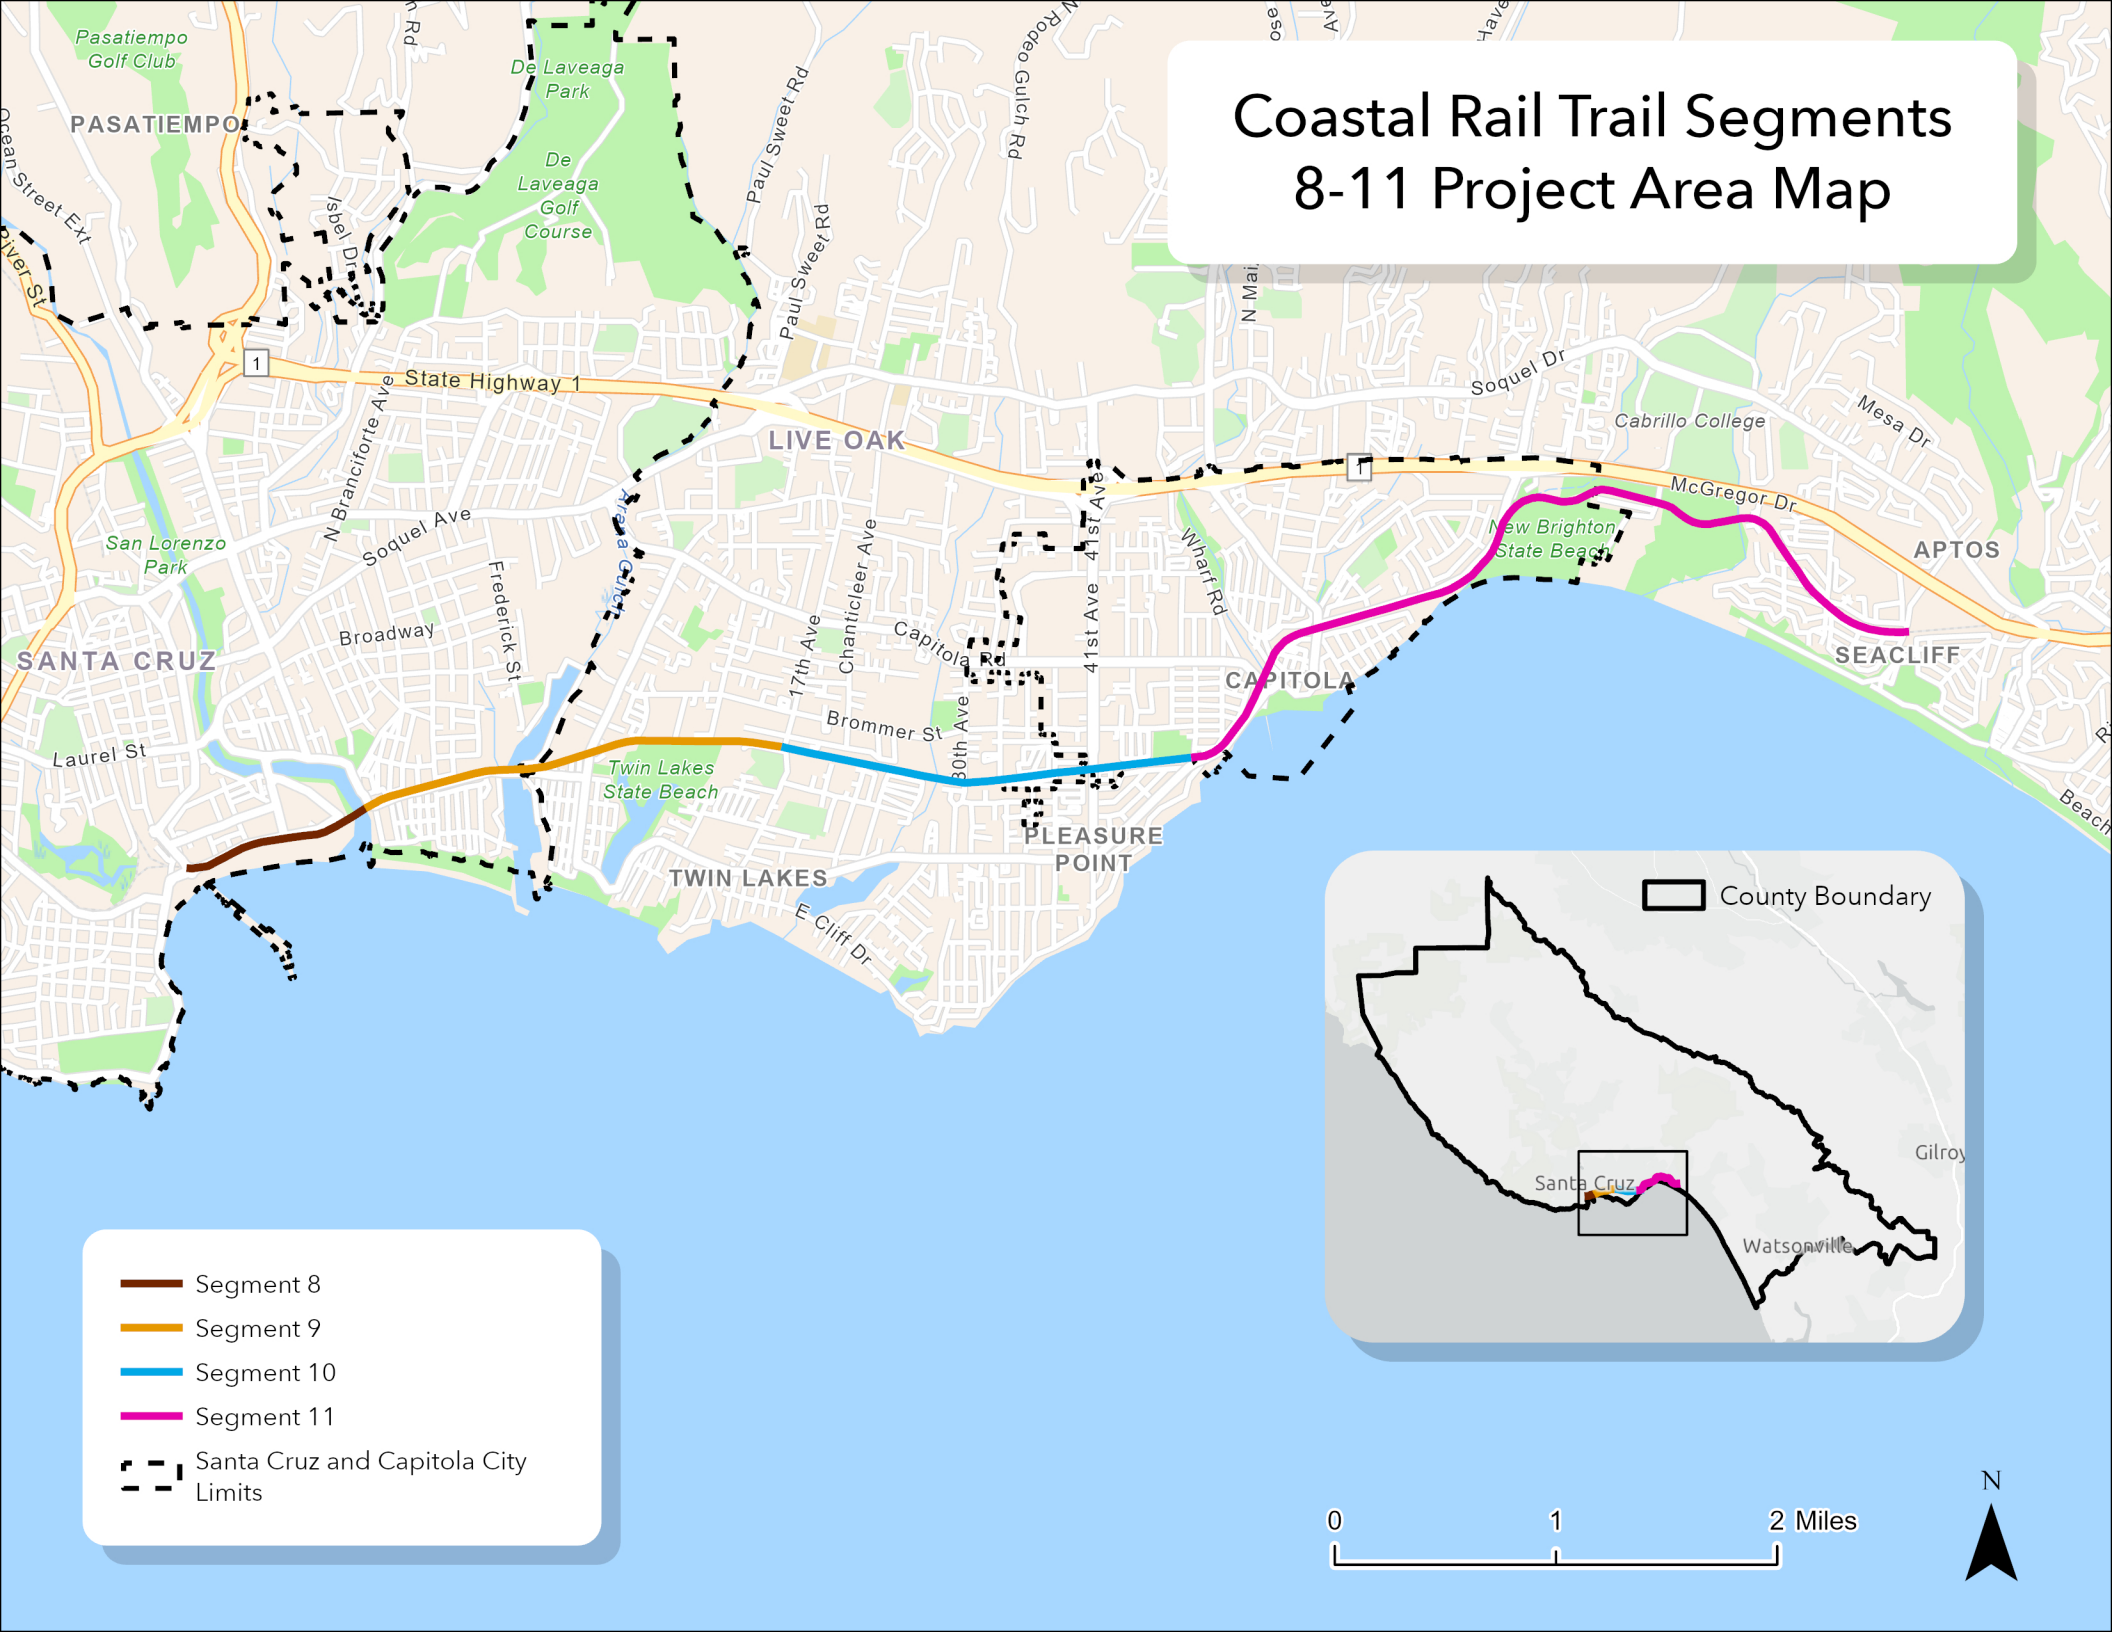 Coastal Rail Trail Segments
8-11 Project Area Map
Pasatiempo
Golf Club
PASATIEMPO
Ocean Street Ext
River St
Isbel Dr
De Laveaga
Park
De
Laveaga
Golf
Course
Paul Sweet Rd
Paul Sweet Rd
N Rodeo Gulch Rd
Soquel Dr
Cabrillo College
Mesa Dr
1
State Highway 1
LIVE OAK
1
McGregor Dr
N Branciforte Ave
Soquel Ave
Arana Gulch
San Lorenzo
Park
Frederick St
Broadway
SANTA CRUZ
Laurel St
17th Ave
Chanticleer Ave
Capitola Rd
Brommer St
30th Ave
41st Ave
41st Ave
Wharf Rd
CAPITOLA
New Brighton
State Beach
APTOS
SEACLIFF
Beach
Twin Lakes
State Beach
TWIN LAKES
PLEASURE
POINT
E Cliff Dr
County Boundary
Santa Cruz
Gilroy
Watsonville
Segment 8
Segment 9
Segment 10
Segment 11
Santa Cruz and Capitola City
Limits
0 1 2 Miles
N